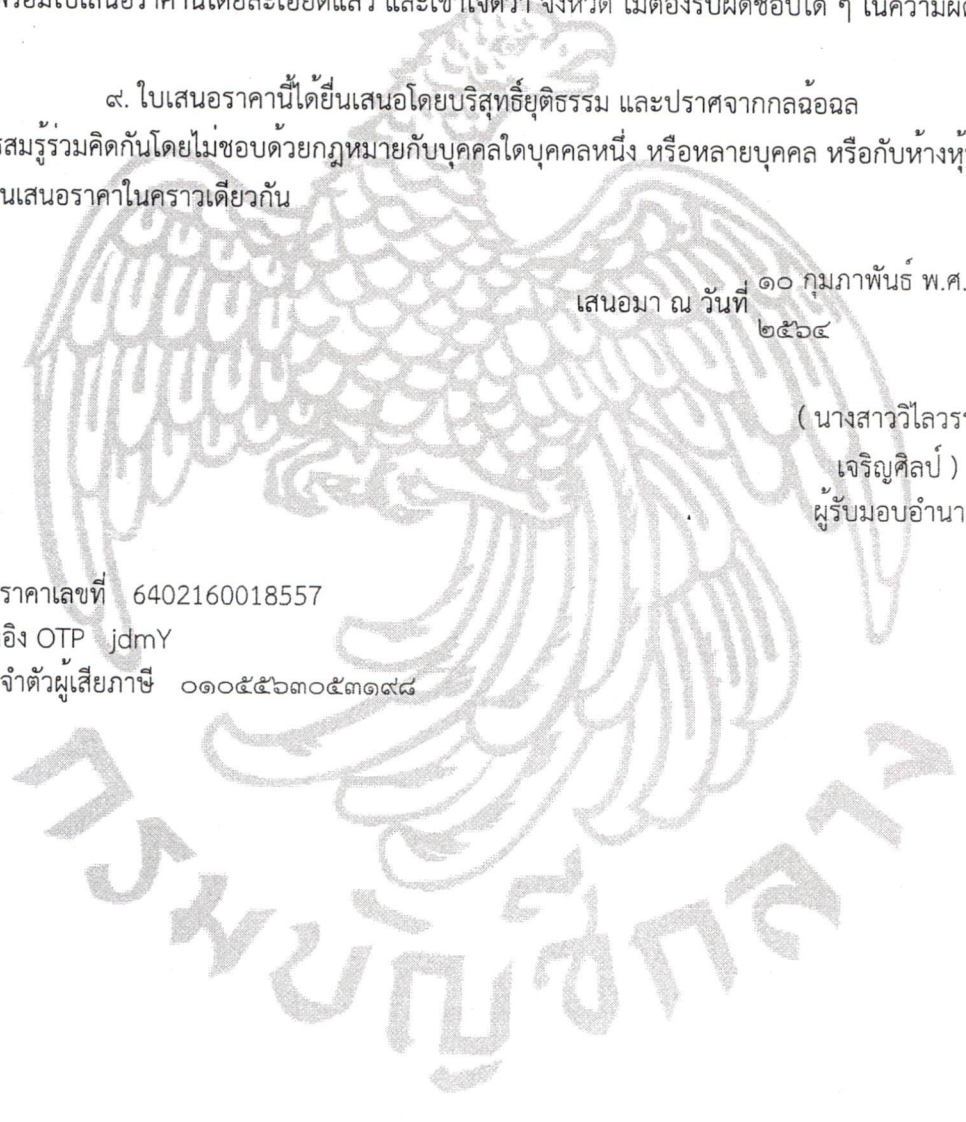 พร้อมใบเสนอราคานี้โดยละเอียดแล้ว และเข้าใจดีว่า จังหวัด ไม่ต้องรับผิดชอบใด ๆ ในความผิด
๙. ใบเสนอราคานี้ได้ยื่นเสนอโดยบริสุทธิ์ยุติธรรม และปราศจากกลฉ้อฉล
รสมรู้ร่วมคิดกันโดยไม่ชอบด้วยกฎหมายกับบุคคลใดบุคคลหนึ่ง หรือหลายบุคคล หรือกับห้างหุ้
นเสนอราคาในคราวเดียวกัน
เสนอมา ณ วันที่ ๑๐ กุมภาพันธ์ พ.ศ.
๒๕๖๔
( นางสาววิไลวรร
เจริญศิลป์ )
ผู้รับมอบอำนา
ราคาเลขที่ 6402160018557
อิง OTP jdmY
จำตัวผู้เสียภาษี ๐๑๐๕๕๖๓๐๕๓๑๙๘
กรมบัญชีกลาง